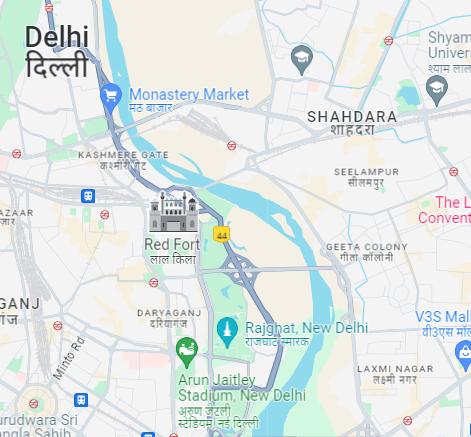 Delhi
दिल्ली
Shyam
Univers
श्याम लाल
Monastery Market
मठ बाजार
SHAHDARA
शाहदरा
KASHMERE GATE
कश्मीरी गेट
SEELAMPUR
सीलमपुर
The L
Convent
AZAAR
ज़ार
Red Fort
लाल किला
44
GEETA COLONY
गीता कॉलोनी
GANJ
गंज
DARYAGANJ
दरियागंज
V3S Mall
वी3एस मॉल
Rajghat, New Delhi
राजघाट स्मारक
Minto Rd
LAXMI NAGAR
लक्ष्मी नगर
Arun Jaitley
Stadium, New Delhi
अरुण जेटली
स्टेडियम नई दिल्ली
urudwara Sri
angla Sahib